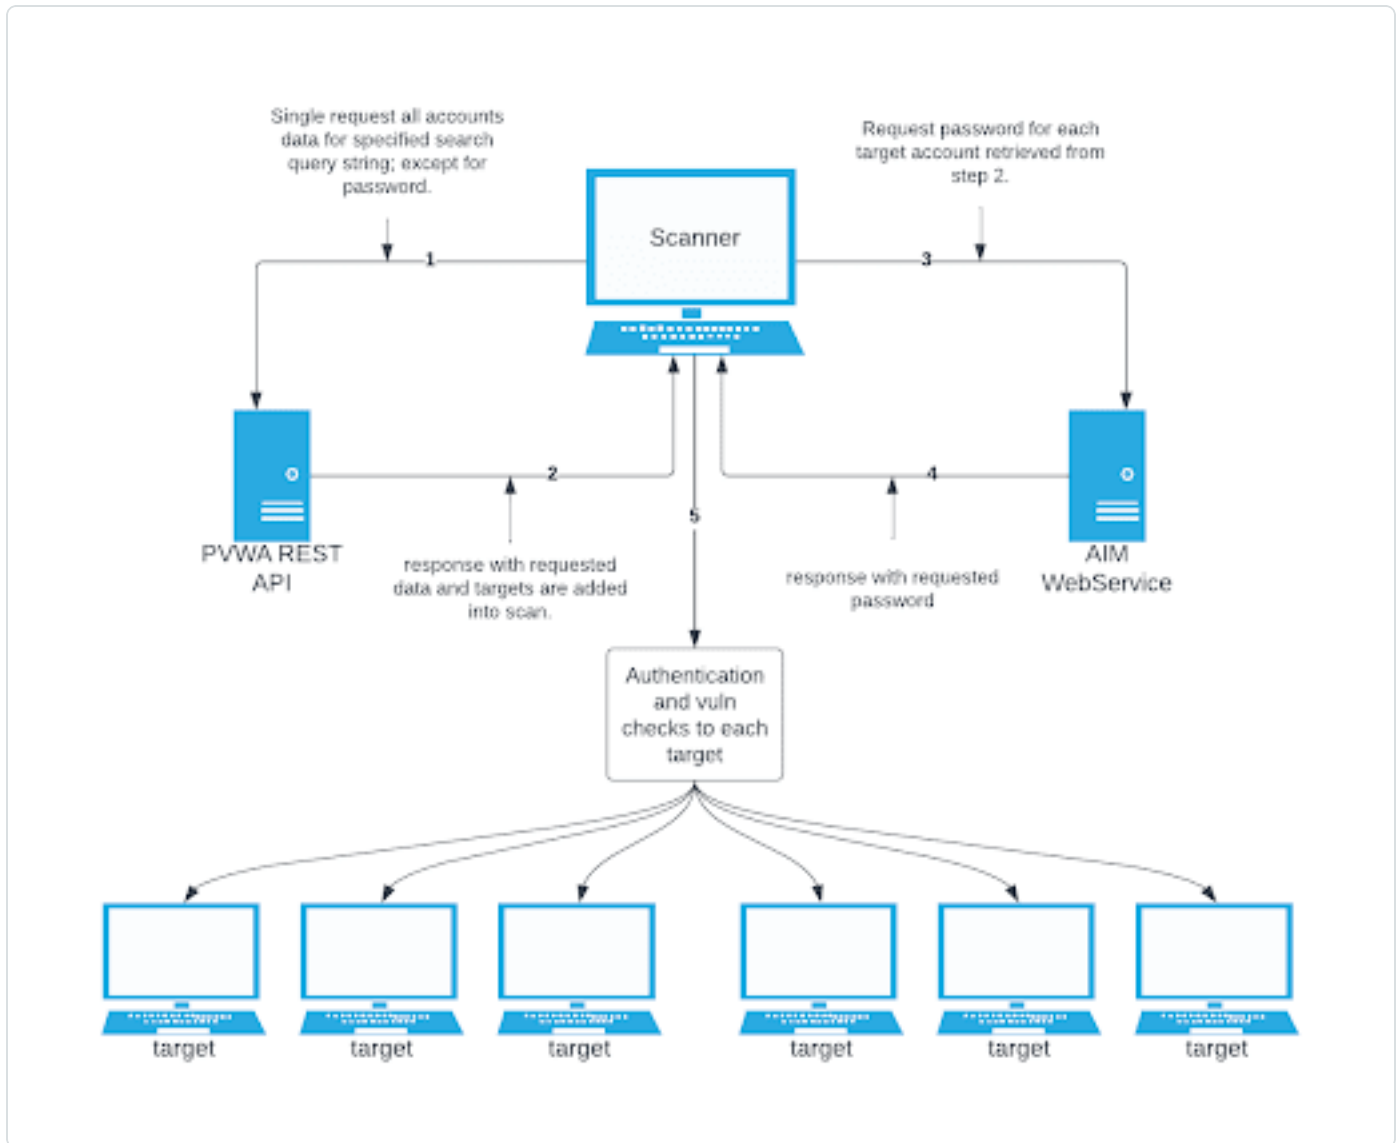 Single request all accounts
data for specified search
query string; except for
password.
Request password for each
target account retrieved from
step 2.
Scanner
1
3
2
4
5
PVWA REST
API
response with requested
data and targets are added
into scan.
response with requested
password
AIM
WebService
Authentication
and vuln
checks to each
target
target
target
target
target
target
target